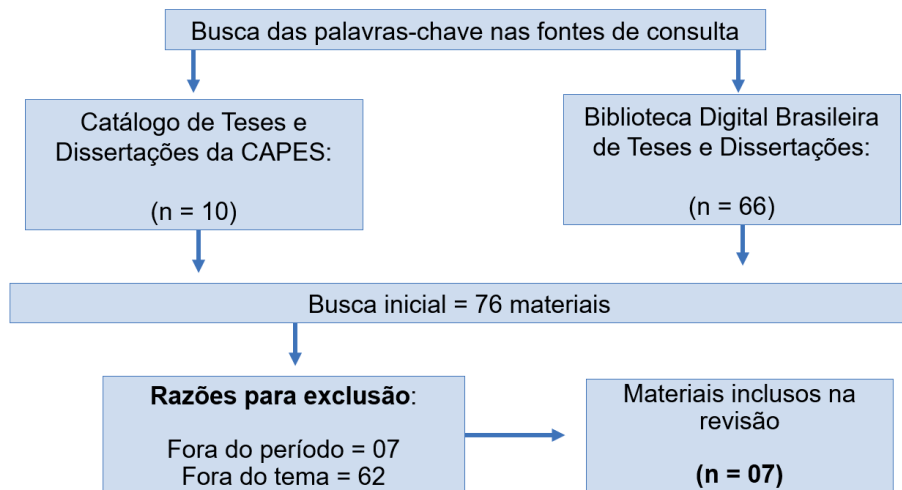 Busca das palavras-chave nas fontes de consulta
Catálogo de Teses e
Dissertações da CAPES:
(n = 10)
Biblioteca Digital Brasileira
de Teses e Dissertações:
(n = 66)
Busca inicial = 76 materiais
Razões para exclusão:
Fora do período = 07
Fora do tema = 62
Materiais inclusos na
revisão
(n = 07)